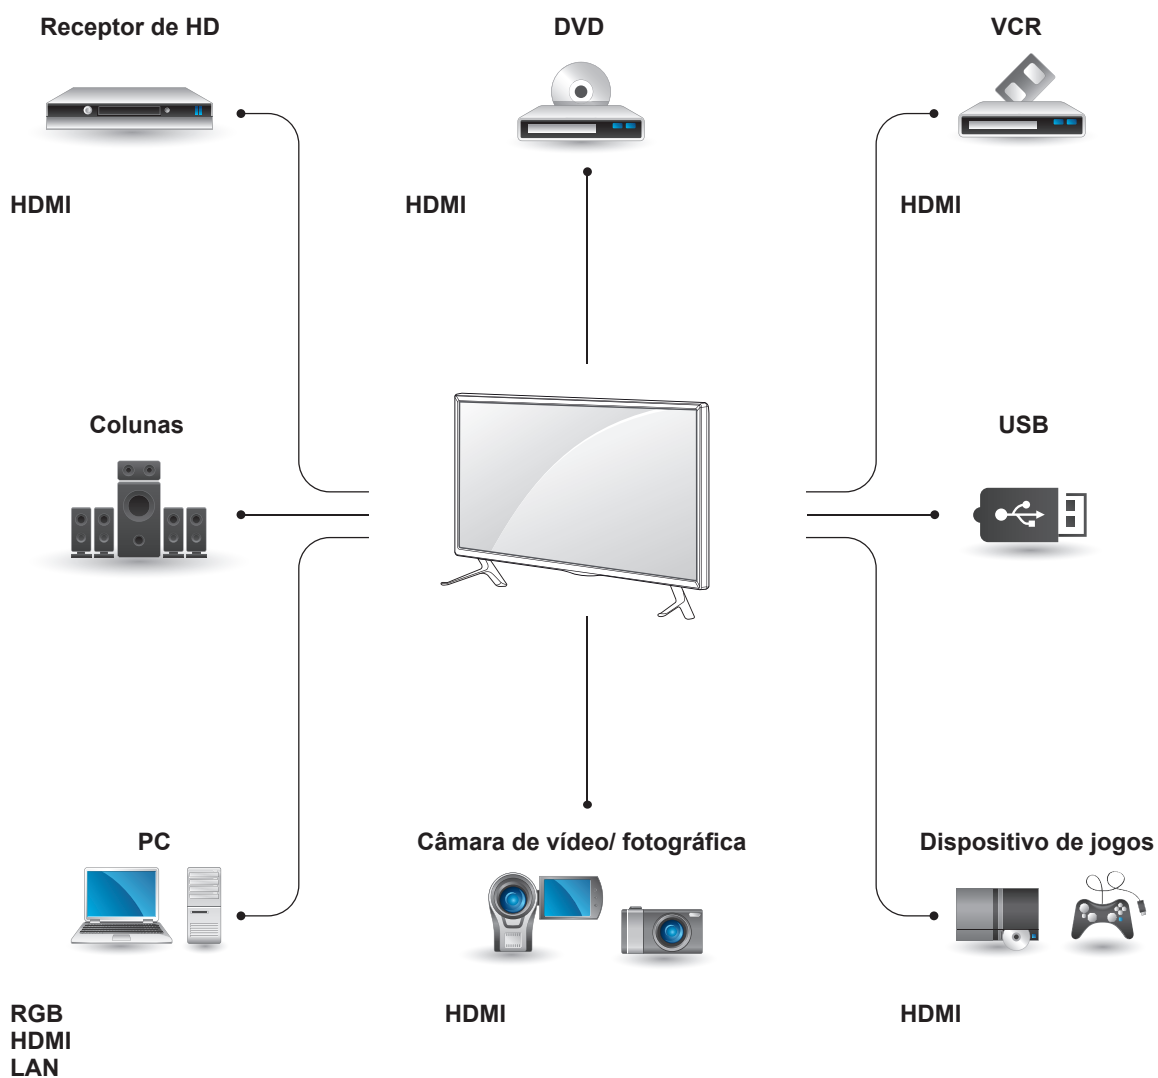 Receptor de HD
DVD
VCR
HDMI
HDMI
HDMI
Colunas
USB
PC
Câmara de vídeo/ fotográfica
Dispositivo de jogos
RGB
HDMI
LAN
HDMI
HDMI